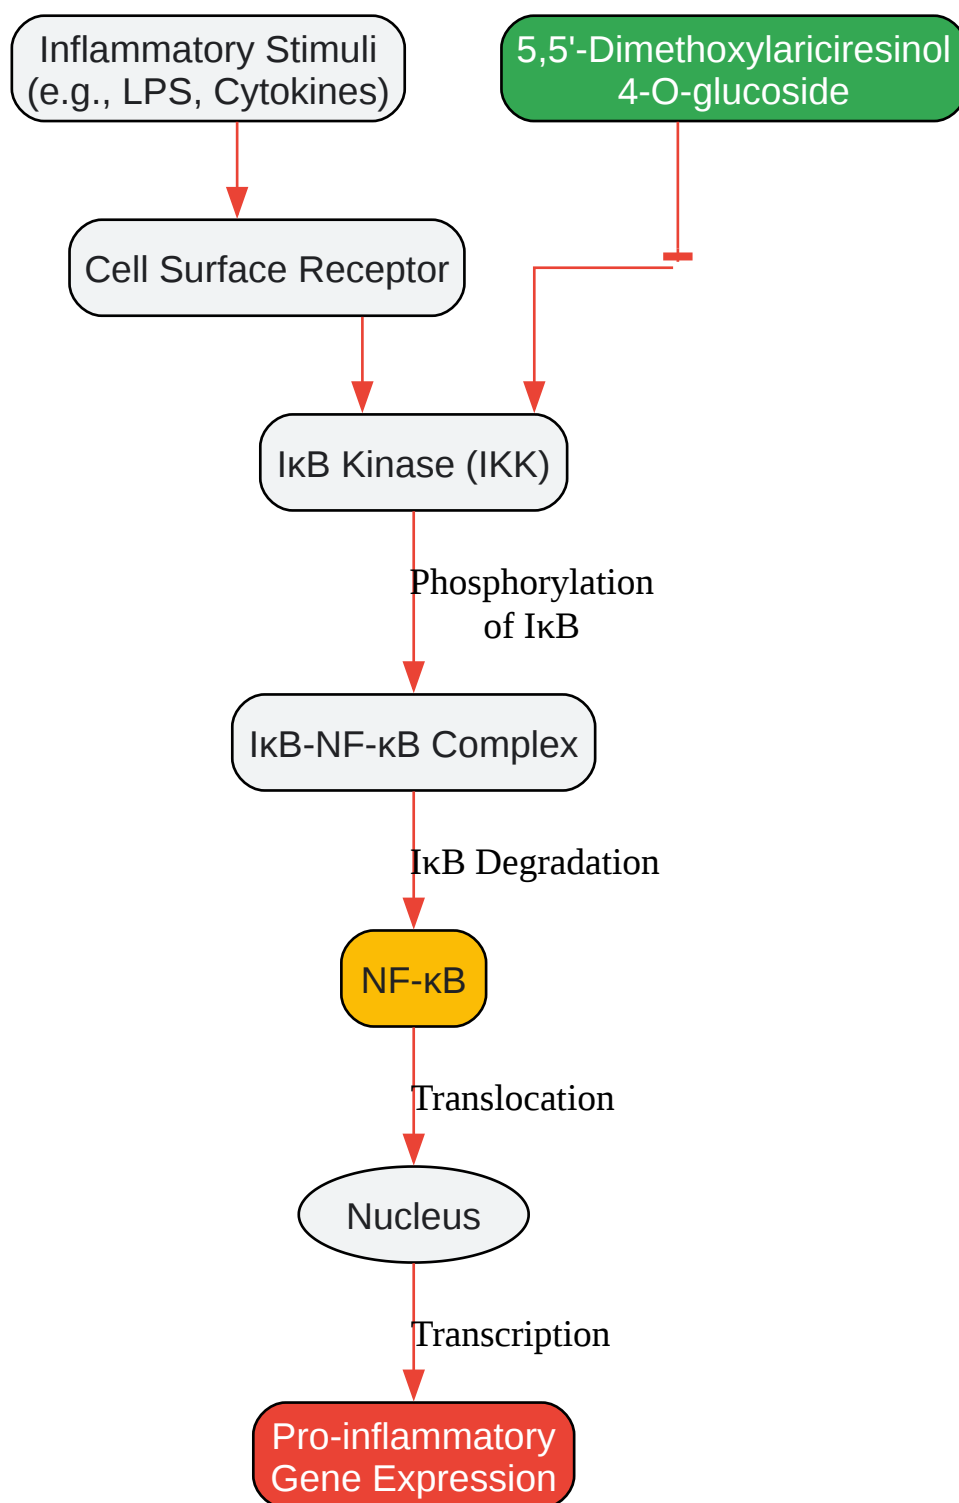 Inflammatory Stimuli
(e.g., LPS, Cytokines)
5,5'-Dimethoxylariciresinol
4-O-glucoside
Cell Surface Receptor
IκB Kinase (IKK)
Phosphorylation
of IκB
IκB-NF-κB Complex
IκB Degradation
NF-κB
Translocation
Nucleus
Transcription
Pro-inflammatory
Gene Expression